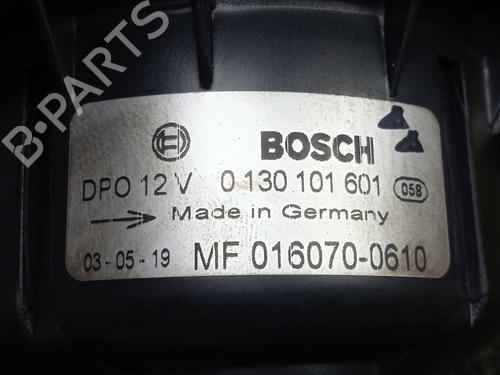 B-PARTS
BOSCH
DPO 12 V 0 130 101 601 058
Made in Germany
03-05-19 MF 016070-0610